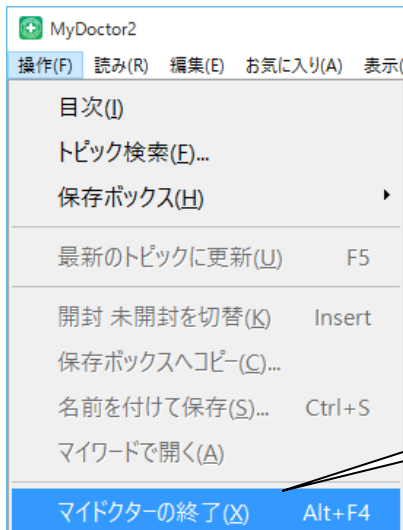 MyDoctor2
操作(F) 読み(R) 編集(E) お気に入り(A) 表示(
目次(I)
トピック検索(F)...
保存ボックス(H)
最新のトピックに更新(U) F5
開封 未開封を切替(K) Insert
保存ボックスへコピー(C)...
名前を付けて保存(S)... Ctrl+S
マイワードで開く(A)
マイドクターの終了(X) Alt+F4